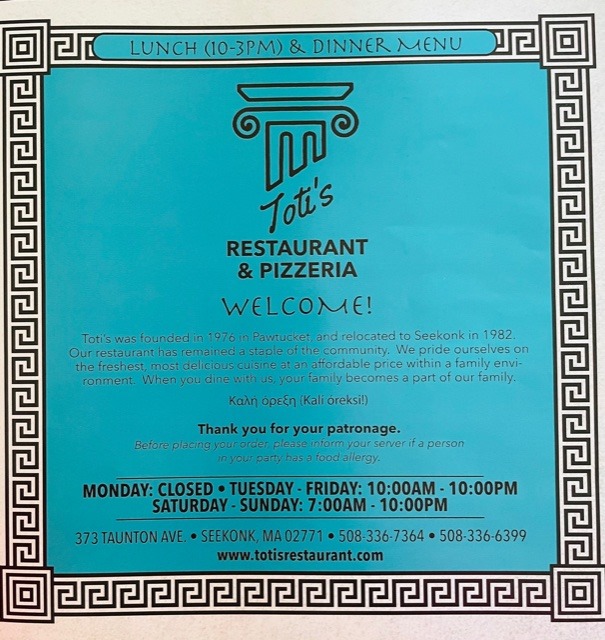 LUNCH (10-3PM) & DINNER MENU
Toti's
RESTAURANT
& PIZZERIA
WELCOME!
Toti's was founded in 1976 in Pawtucket, and relocated to Seekonk in 1982.
Our restaurant has remained a staple of the community. We pride ourselves on
the freshest, most delicious cuisine at an affordable price within a family envi-
ronment. When you dine with us, your family becomes a part of our family.
Καλή όρεξη (Kali óreksi!)
Thank you for your patronage.
Before placing your order, please inform your server if a person
in your party has a food allergy.
MONDAY: CLOSED • TUESDAY - FRIDAY: 10:00AM - 10:00PM
SATURDAY - SUNDAY: 7:00AM - 10:00PM
373 TAUNTON AVE. • SEEKONK, MA 02771 • 508-336-7364 • 508-336-6399
www.totisrestaurant.com